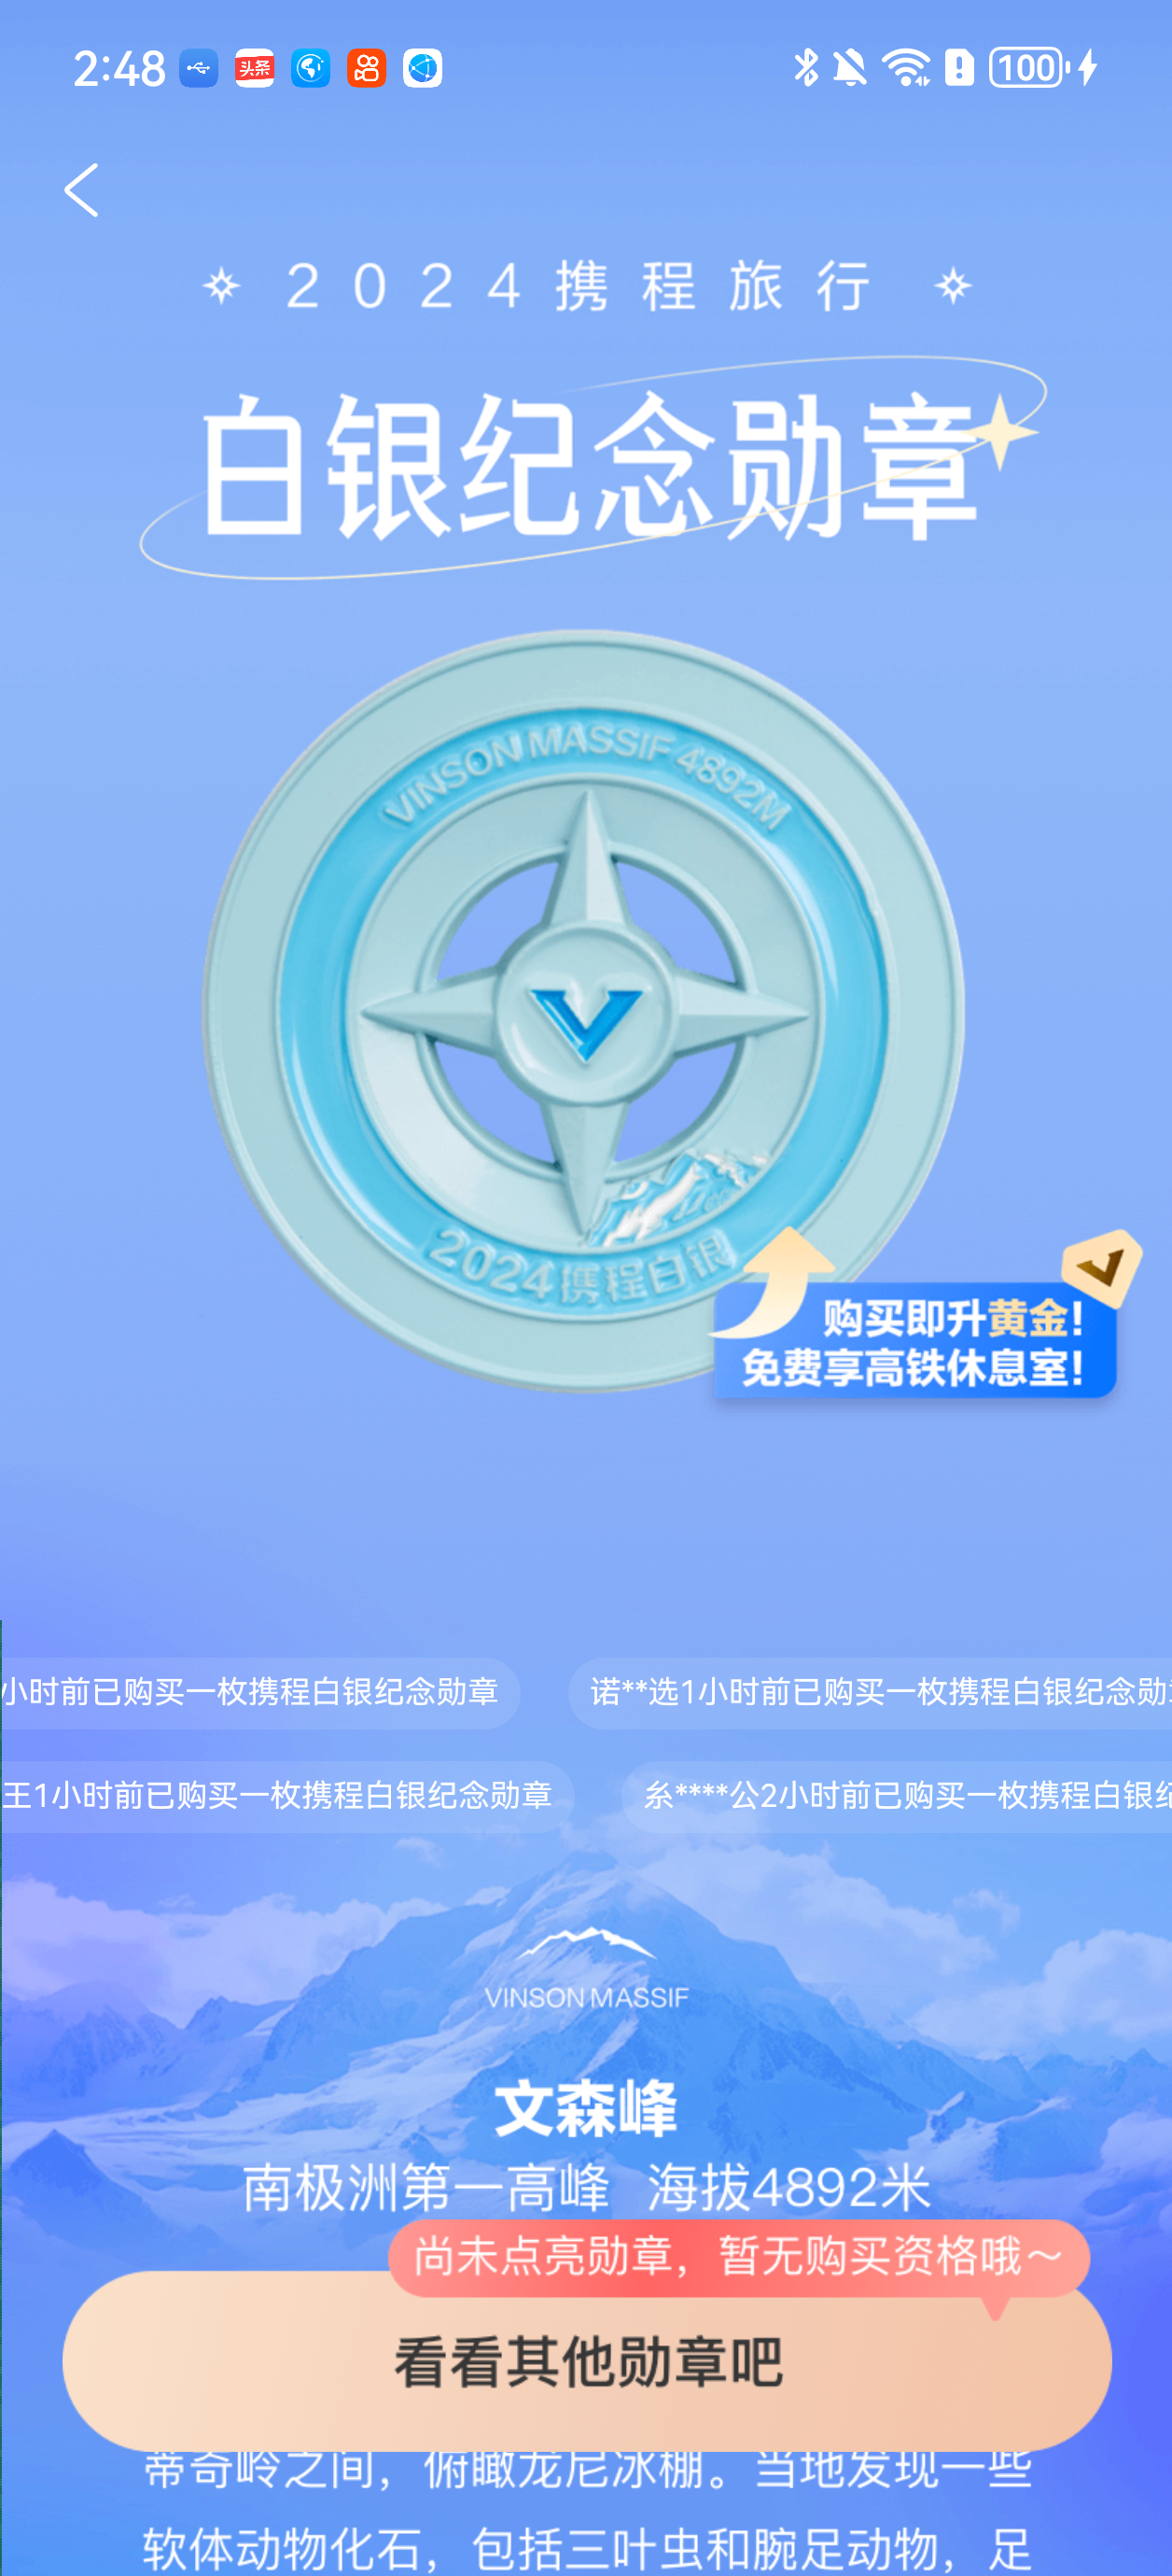 2:48
头条
100
2024携程旅行
白银纪念勋章
VINSON MASSIF 4892M
V
2024携程白银
购买即升黄金!
免费享高铁休息室!
小时前已购买一枚携程白银纪念勋章
诺**选1小时前已购买一枚携程白银纪念勋
王1小时前已购买一枚携程白银纪念勋章
乡****公2小时前已购买一枚携程白银纪
VINSON MASSIF
文森峰
南极洲第一高峰 海拔4892米
尚未点亮勋章，暂无购买资格哦～
看看其他勋章吧
蒂奇岭之间，俯瞰龙尼冰棚。当地发现一些
软体动物化石，包括三叶虫和腕足动物，足